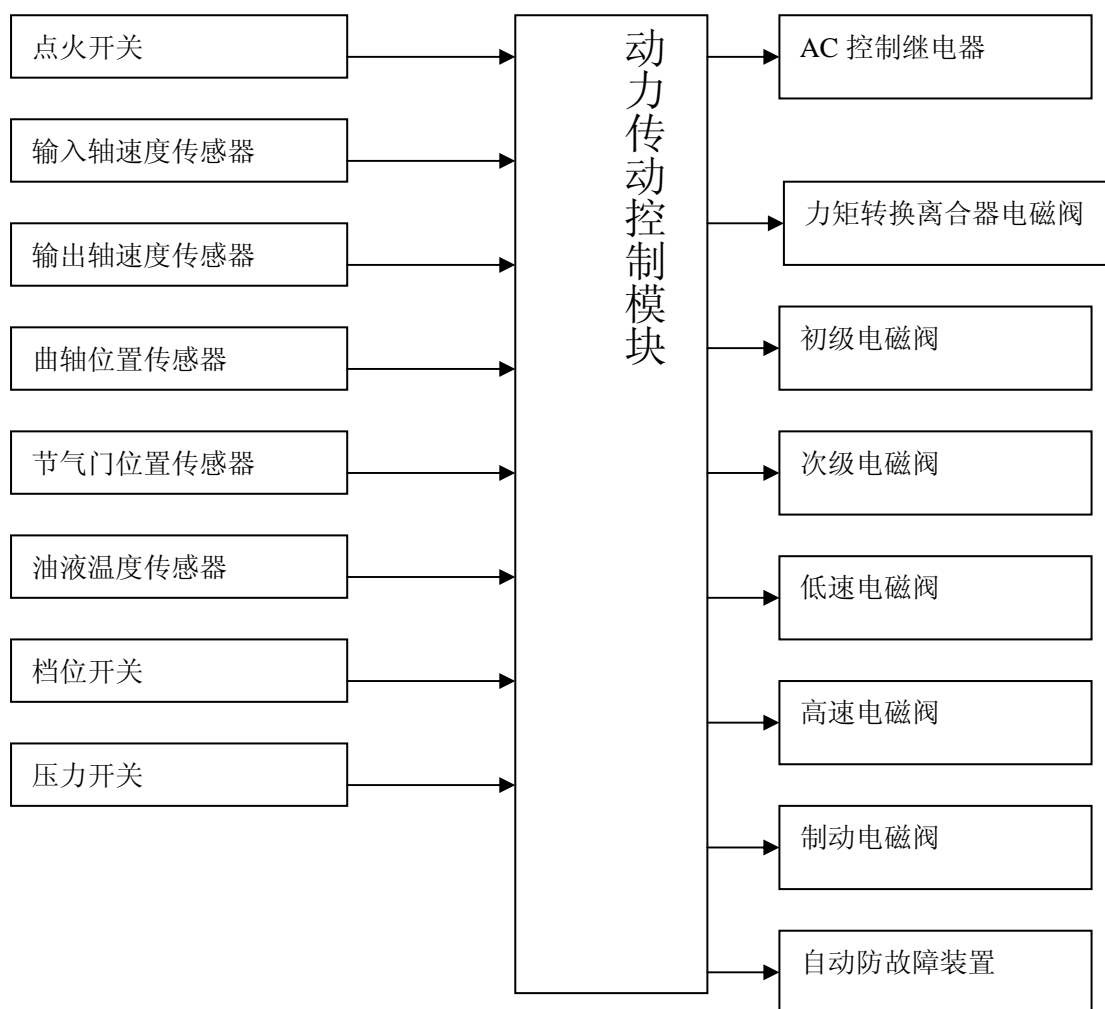 点火开关
输入轴速度传感器
输出轴速度传感器
曲轴位置传感器
节气门位置传感器
油液温度传感器
档位开关
压力开关
动力传动控制模块
AC 控制继电器
力矩转换离合器电磁阀
初级电磁阀
次级电磁阀
低速电磁阀
高速电磁阀
制动电磁阀
自动防故障装置